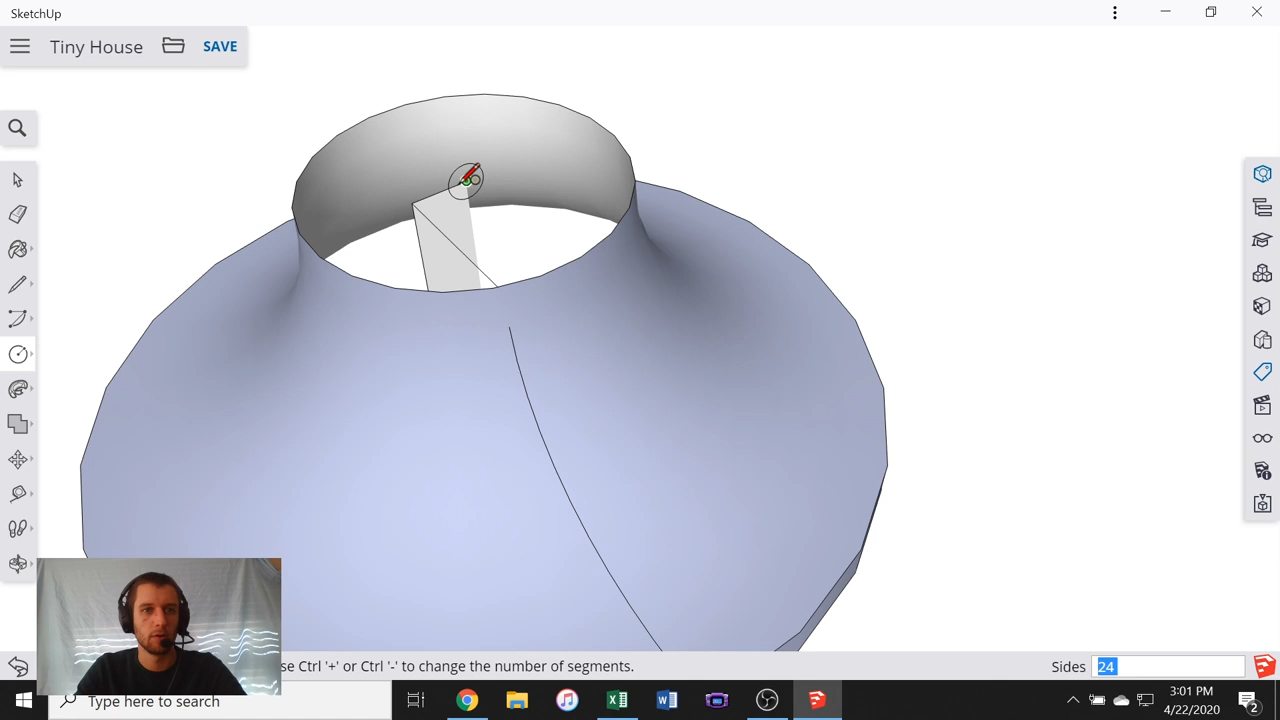 SketchUp
Tiny House SAVE
se Ctrl '+' or Ctrl '-' to change the number of segments.
Sides 24
Type here to search
3:01 PM
4/22/2020
2